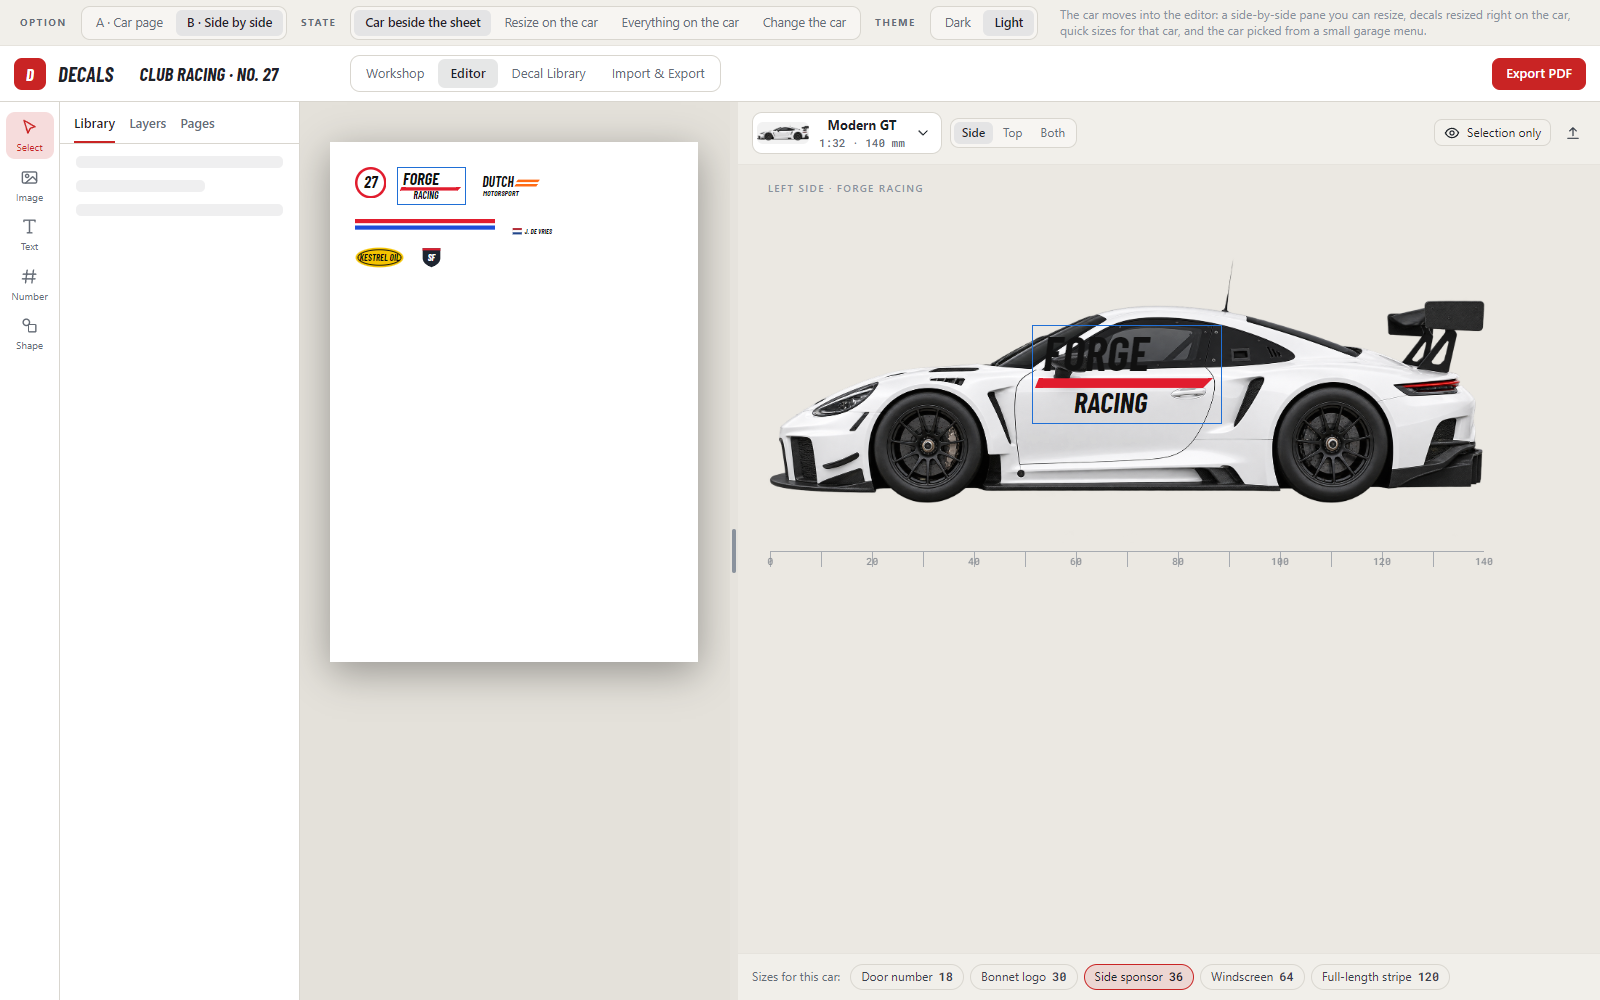 OPTION A · Car page B · Side by side STATE Car beside the sheet Resize on the car Everything on the car Change the car THEME Dark Light
The car moves into the editor: a side-by-side pane you can resize, decals resized right on the car,
quick sizes for that car, and the car picked from a small garage menu.
D DECALS CLUB RACING · NO. 27 Workshop Editor Decal Library Import & Export Export PDF
Select
Image
Text
Number
Shape
Library Layers Pages
27 FORGE
RACING
DUTCH
MOTORSPORT
J. DE VRIES
KESTREL OIL SF
Modern GT
1:32 · 140 mm
Side Top Both
Selection only
LEFT SIDE · FORGE RACING
FORGE
RACING
0 20 40 60 80 100 120 140
Sizes for this car: Door number 18 Bonnet logo 30 Side sponsor 36 Windscreen 64 Full-length stripe 120